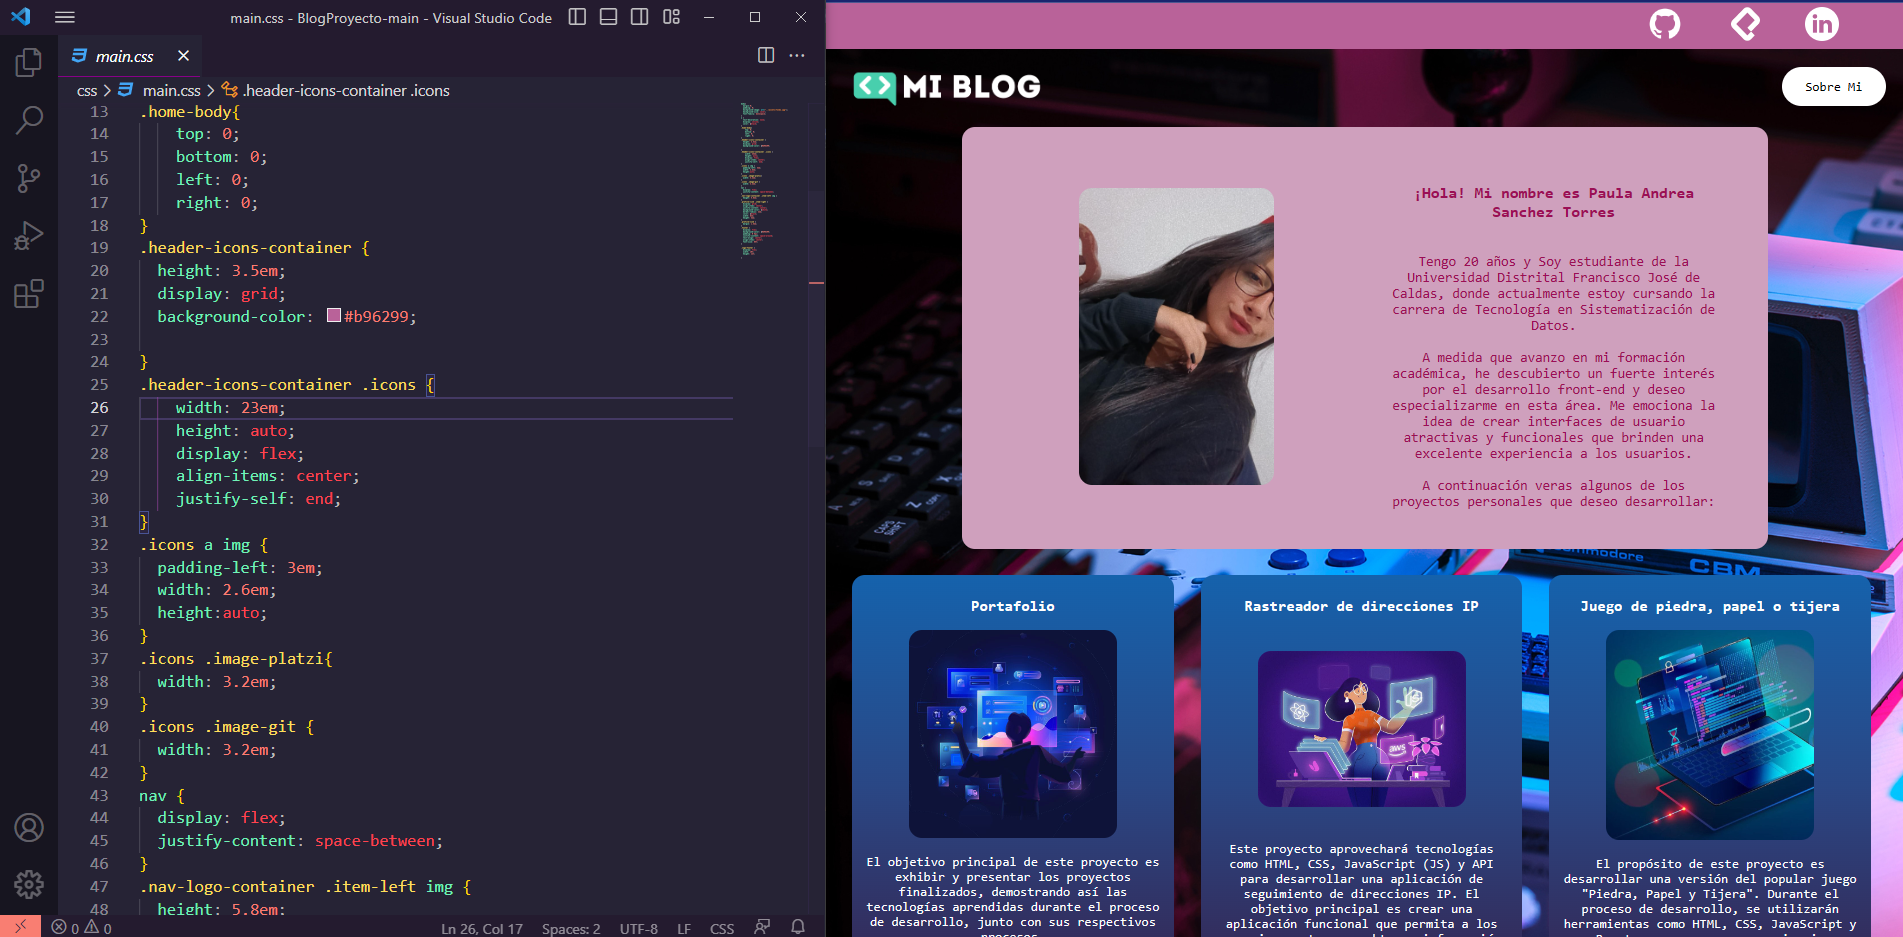 main.css - BlogProyecto-main - Visual Studio Code
main.css
css > main.css > .header-icons-container .icons
13 .home-body{
14 top: 0;
15 bottom: 0;
16 left: 0;
17 right: 0;
18 }
19 .header-icons-container {
20 height: 3.5em;
21 display: grid;
22 background-color: #b96299;
23
24 }
25 .header-icons-container .icons {
26 width: 23em;
27 height: auto;
28 display: flex;
29 align-items: center;
30 justify-self: end;
31 }
32 .icons a img {
33 padding-left: 3em;
34 width: 2.6em;
35 height:auto;
36 }
37 .icons .image-platzi{
38 width: 3.2em;
39 }
40 .icons .image-git {
41 width: 3.2em;
42 }
43 nav {
44 display: flex;
45 justify-content: space-between;
46 }
47 .nav-logo-container .item-left img {
48 height: 5.8em;
0 0
Ln 26, Col 17 Spaces: 2 UTF-8 LF CSS
in
MI BLOG
Sobre Mi
¡Hola! Mi nombre es Paula Andrea
Sanchez Torres
Tengo 20 años y Soy estudiante de la
Universidad Distrital Francisco José de
Caldas, donde actualmente estoy cursando la
carrera de Tecnología en Sistematización de
Datos.
A medida que avanzo en mi formación
académica, he descubierto un fuerte interés
por el desarrollo front-end y deseo
especializarme en esta área. Me emociona la
idea de crear interfaces de usuario
atractivas y funcionales que brinden una
excelente experiencia a los usuarios.
A continuación veras algunos de los
proyectos personales que deseo desarrollar:
CAPS
SHIFT
commodore
CBM
Portafolio
El objetivo principal de este proyecto es
exhibir y presentar los proyectos
finalizados, demostrando así las
tecnologías aprendidas durante el proceso
de desarrollo, junto con sus respectivos
Rastreador de direcciones IP
aws
Este proyecto aprovechará tecnologías
como HTML, CSS, JavaScript (JS) y API
para desarrollar una aplicación de
seguimiento de direcciones IP. El
objetivo principal es crear una
aplicación funcional que permita a los
Juego de piedra, papel o tijera
El propósito de este proyecto es
desarrollar una versión del popular juego
"Piedra, Papel y Tijera". Durante el
proceso de desarrollo, se utilizarán
herramientas como HTML, CSS, JavaScript y